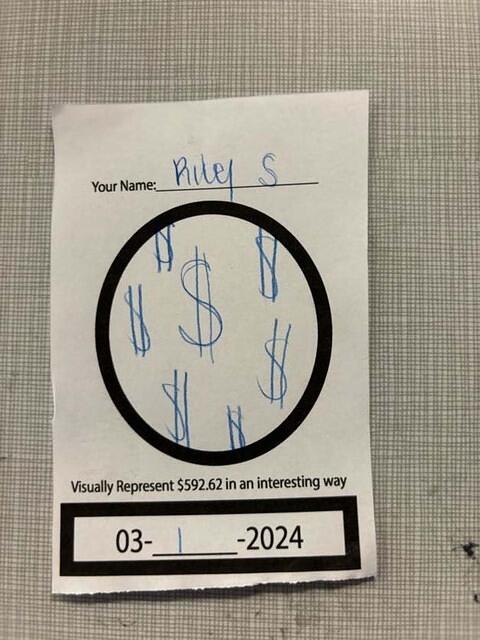 Your Name: Riley S
$ $
$ $
$
$ $
Visually Represent $592.62 in an interesting way
03- 1 -2024